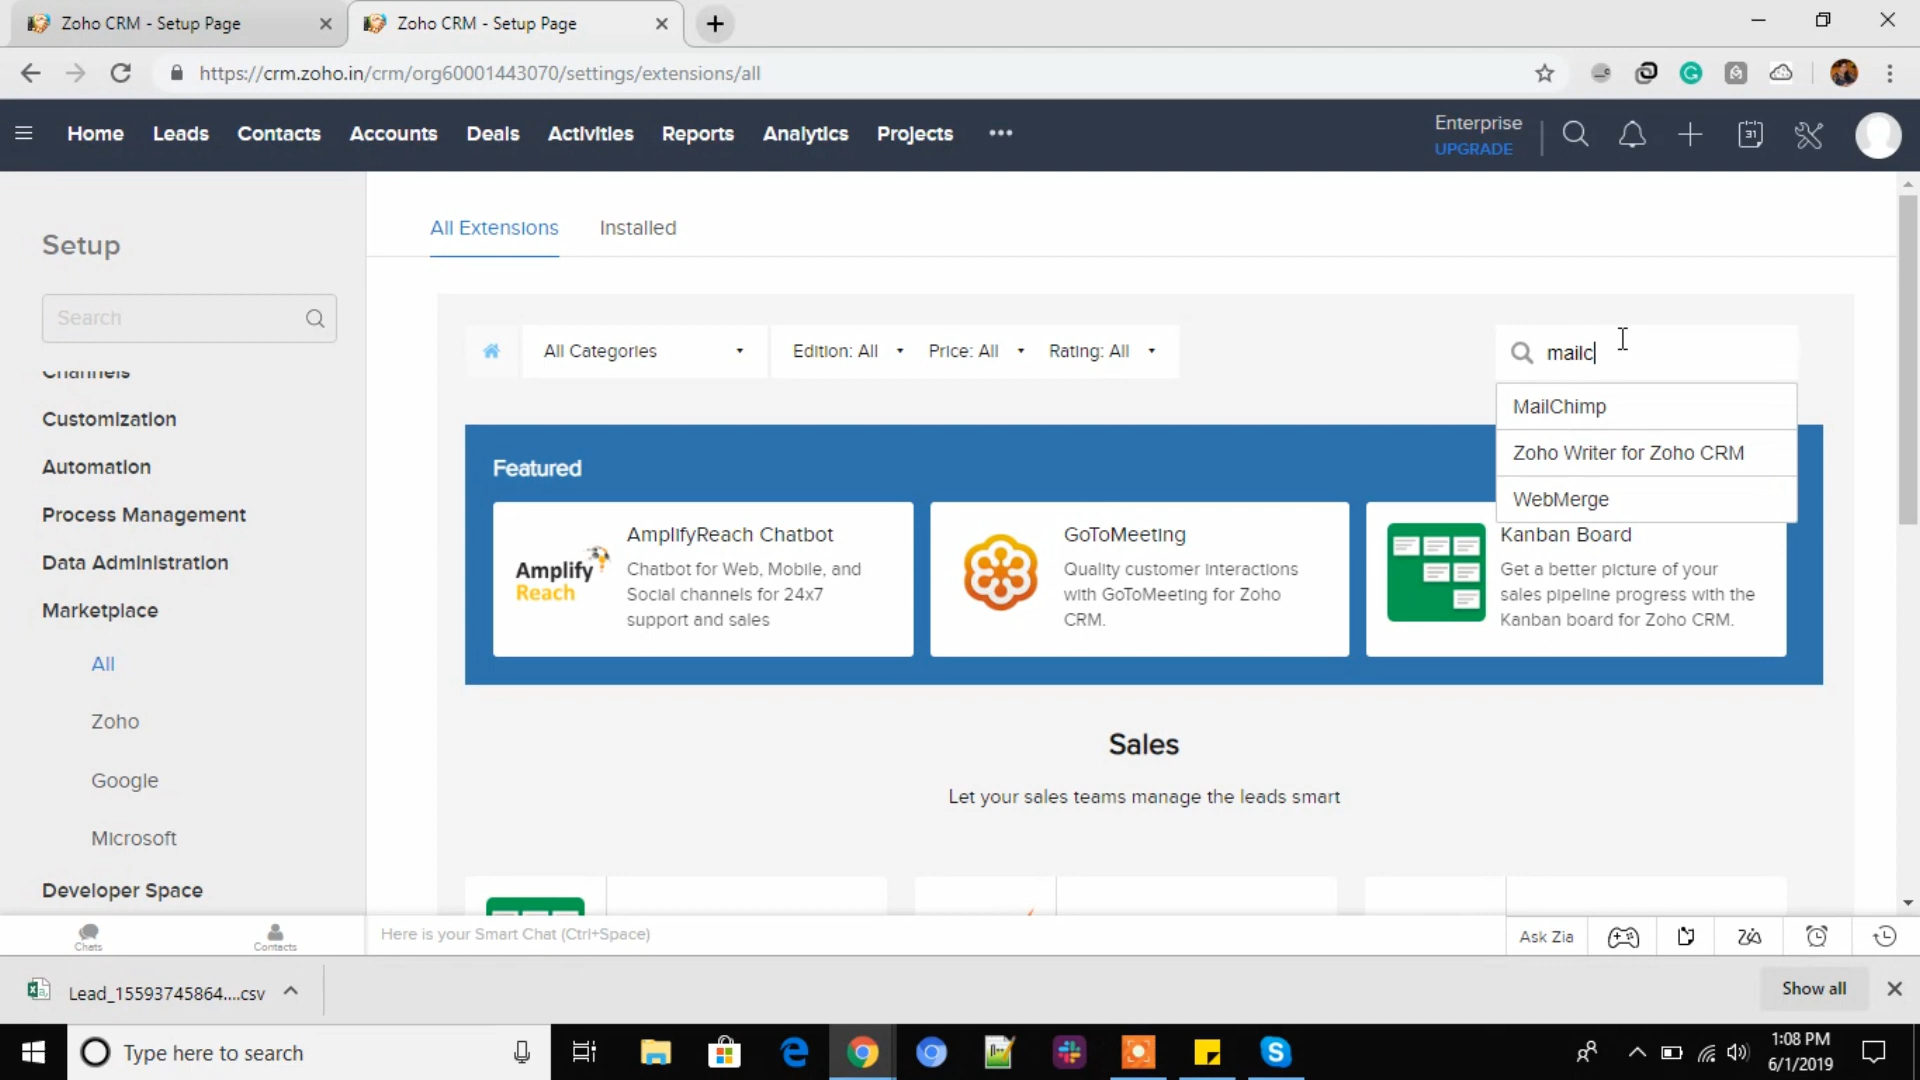 Zoho CRM - Setup Page
Zoho CRM - Setup Page
https://crm.zoho.in/crm/org60001443070/settings/extensions/all
Home Leads Contacts Accounts Deals Activities Reports Analytics Projects
Enterprise
UPGRADE
31
Setup
Search
Channels
Customization
Automation
Process Management
Data Administration
Marketplace
All
Zoho
Google
Microsoft
Developer Space
All Extensions Installed
All Categories Edition: All Price: All Rating: All
mailc
MailChimp
Zoho Writer for Zoho CRM
WebMerge
Featured
Amplify
Reach
AmplifyReach Chatbot
Chatbot for Web, Mobile, and
Social channels for 24x7
support and sales
GoToMeeting
Quality customer interactions
with GoToMeeting for Zoho
CRM.
Kanban Board
Get a better picture of your
sales pipeline progress with the
Kanban board for Zoho CRM.
Sales
Let your sales teams manage the leads smart
Chats
Contacts
Here is your Smart Chat (Ctrl+Space)
Ask Zia
Lead_15593745864....csv
Show all
Type here to search
1:08 PM
6/1/2019